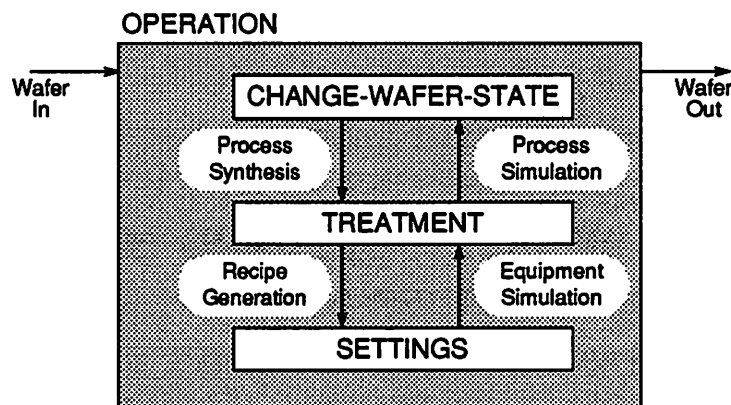 OPERATION
Wafer
In
Wafer
Out
CHANGE-WAFER-STATE
Process
Synthesis
Process
Simulation
TREATMENT
Recipe
Generation
Equipment
Simulation
SETTINGS